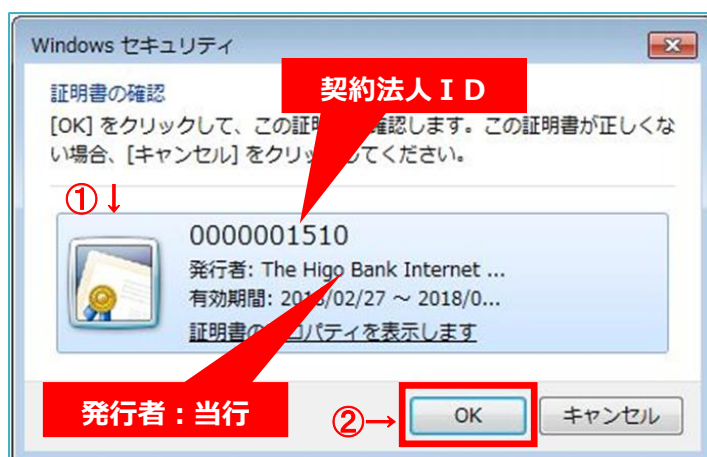 Windows セキュリティ
証明書の確認
契約法人ＩＤ
[OK] をクリックして、この証明 確認します。この証明書が正しくな
い場合、[キャンセル] をクリッ してください。
①↓
0000001510
発行者: The Higo Bank Internet ...
有効期間: /02/27 ～ 2018/0...
証明書の パティを表示します
発行者：当行
②→
OK
キャンセル